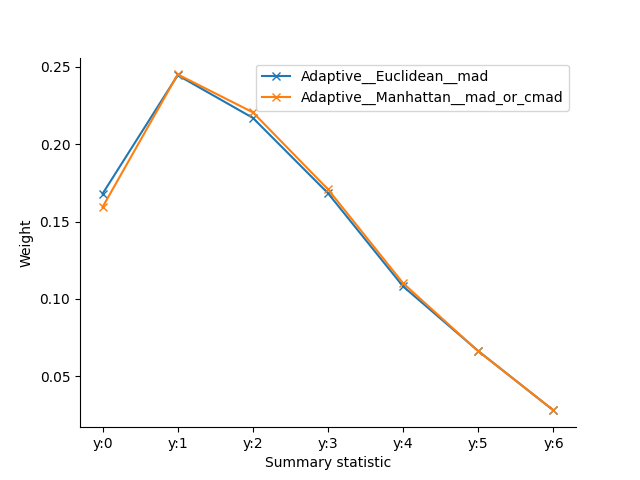 Adaptive__Euclidean__mad
Adaptive__Manhattan__mad_or_cmad
0.25
0.20
0.15
0.10
0.05
Weight
y:0 y:1 y:2 y:3 y:4 y:5 y:6
Summary statistic